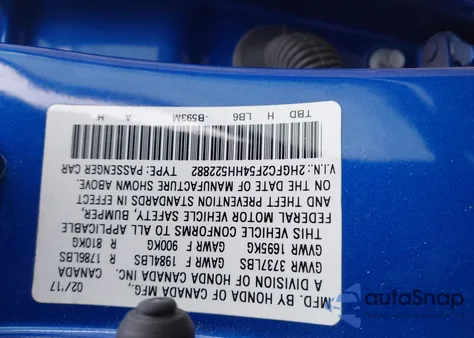 MFD. BY HONDA OF CANADA MFG.,
A DIVISION OF HONDA CANADA INC.
CANADA
02/17
GVWR 3737LBS GAWR F 1984LBS R 1786LBS
GVWR 1695KG GAWR F 900KG R 810KG
THIS VEHICLE CONFORMS TO ALL APPLICABLE
FEDERAL MOTOR VEHICLE SAFETY, BUMPER,
AND THEFT PREVENTION STANDARDS IN EFFECT
ON THE DATE OF MANUFACTURE SHOWN ABOVE.
V.I.N.: 2HGFC2F54HH522882 TYPE: PASSENGER CAR
TBD H LB6 -B593M -A H
autoSnap